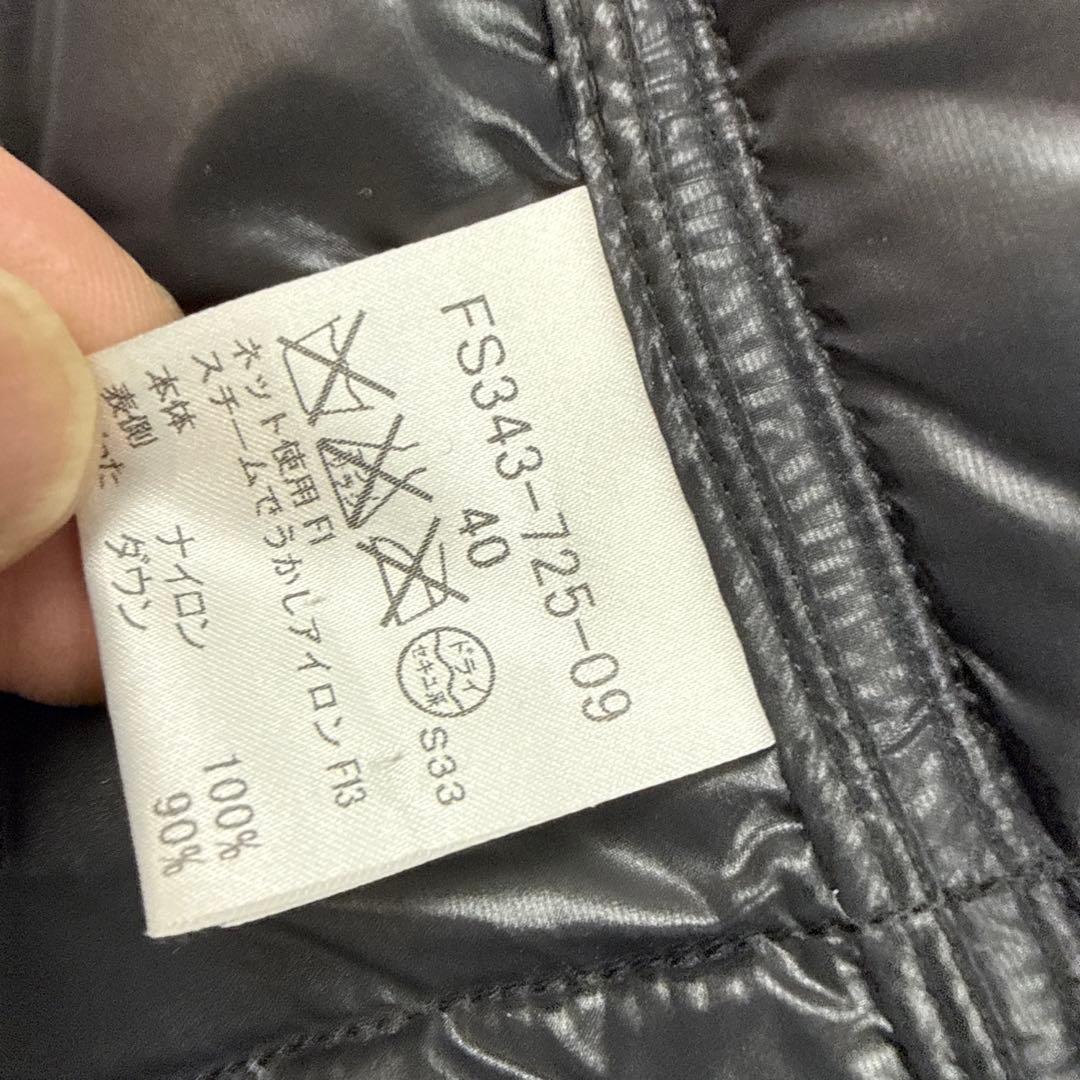 FS343-725-09
40
ドライ
セキユ系
S33
ネット使用 F1
スチームでうかしアイロン F13
本体 ナイロン 100%
表側 ダウン 90%